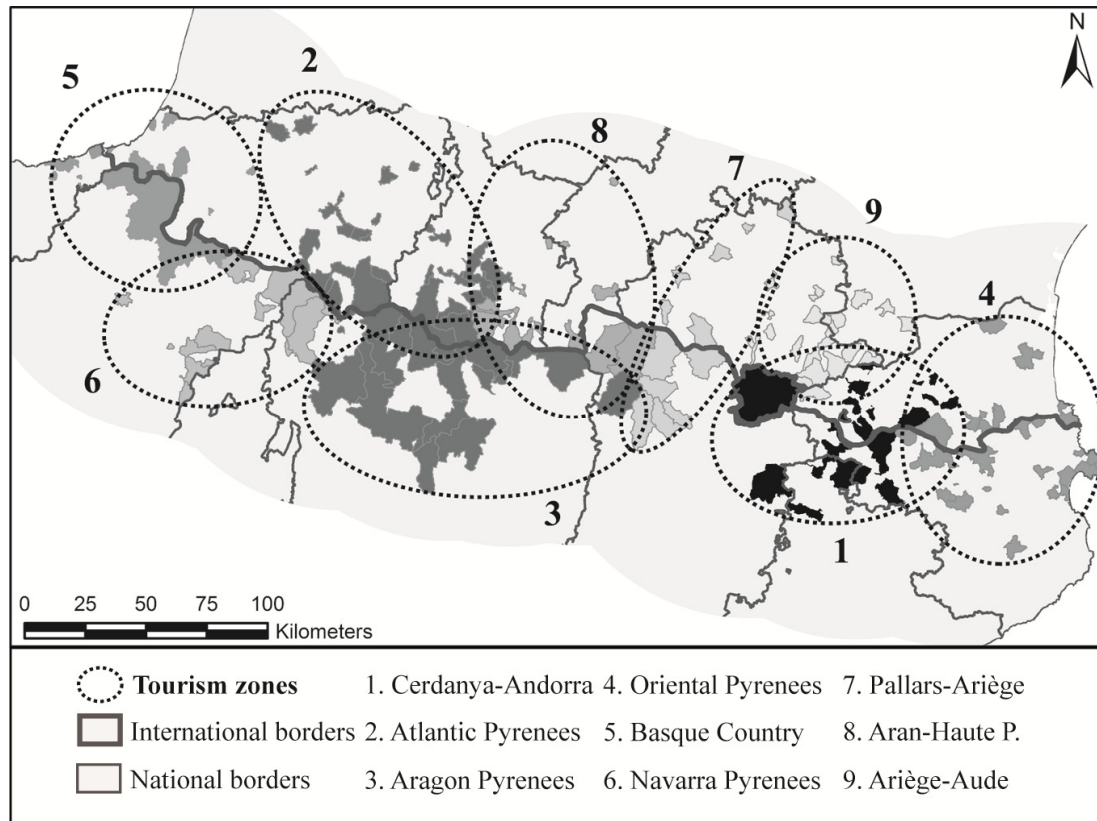 N
5
2
8
7
9
4
6
3
1
0 25 50 75 100
Kilometers
Tourism zones 1. Cerdanya-Andorra 4. Oriental Pyrenees 7. Pallars-Ariège
International borders 2. Atlantic Pyrenees 5. Basque Country 8. Aran-Haute P.
National borders 3. Aragon Pyrenees 6. Navarra Pyrenees 9. Ariège-Aude